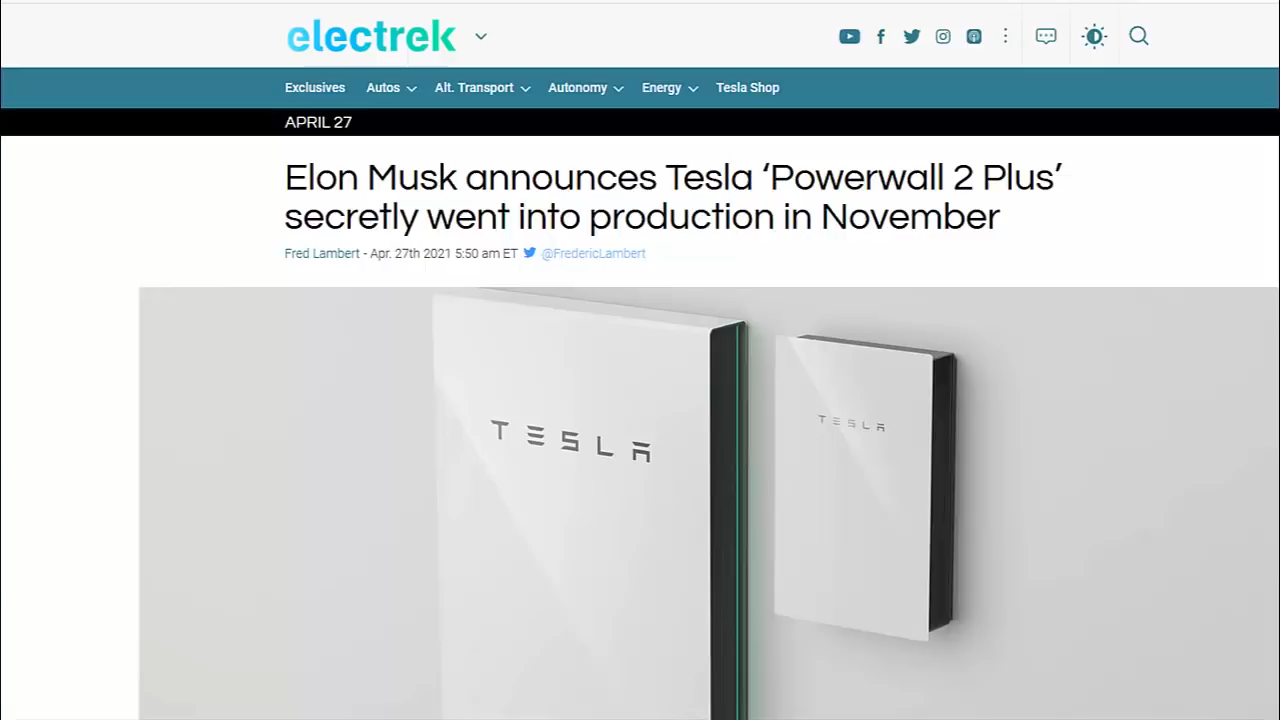 electrek
Exclusives Autos Alt. Transport Autonomy Energy Tesla Shop
APRIL 27
Elon Musk announces Tesla ‘Powerwall 2 Plus’
secretly went into production in November
Fred Lambert - Apr. 27th 2021 5:50 am ET @FredericLambert
TESLA
TESLA